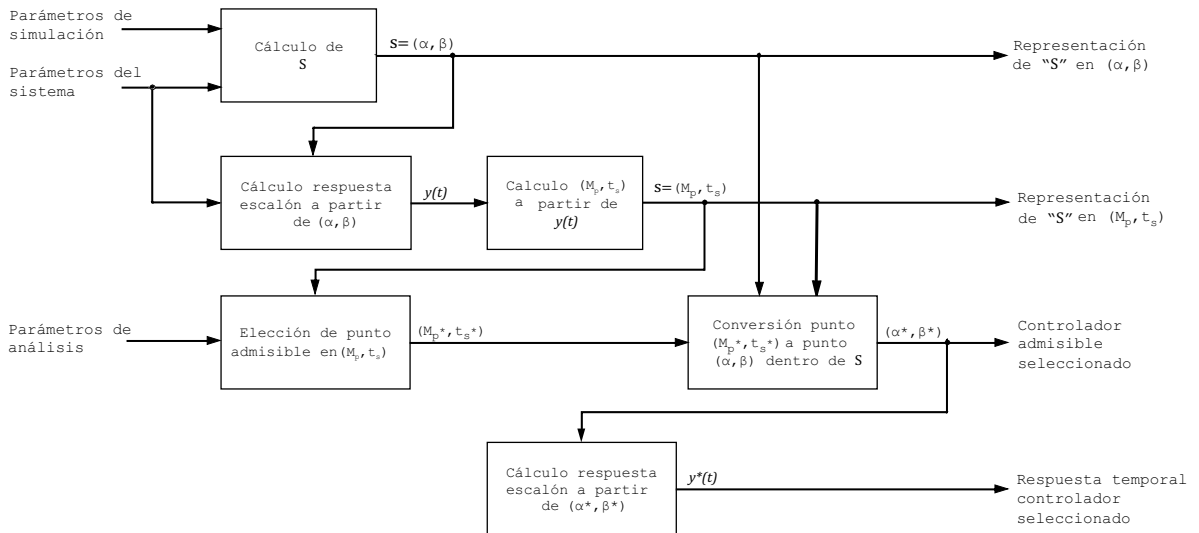 Parámetros de
simulación
Parámetros del
sistema
Cálculo de
S
S=(α,β)
Representación
de “S” en (α,β)
Cálculo respuesta
escalón a partir
de (α,β)
y(t)
Calculo (Mp,ts)
a partir de
y(t)
S=(Mp,ts)
Representación
de “S” en (Mp,ts)
Parámetros de
análisis
Elección de punto
admisible en(Mp,ts)
(Mp*,ts*)
Conversión punto
(Mp*,ts*) a punto
(α,β) dentro de S
(α*,β*)
Controlador
admisible
seleccionado
Cálculo respuesta
escalón a partir
de (α*,β*)
y*(t)
Respuesta temporal
controlador
seleccionado